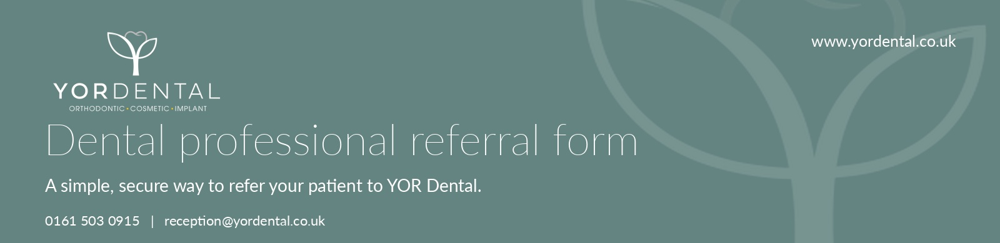 www.yordental.co.uk
YORDENTAL
ORTHODONTIC • COSMETIC • IMPLANT
Dental professional referral form
A simple, secure way to refer your patient to YOR Dental.
0161 503 0915 | reception@yordental.co.uk